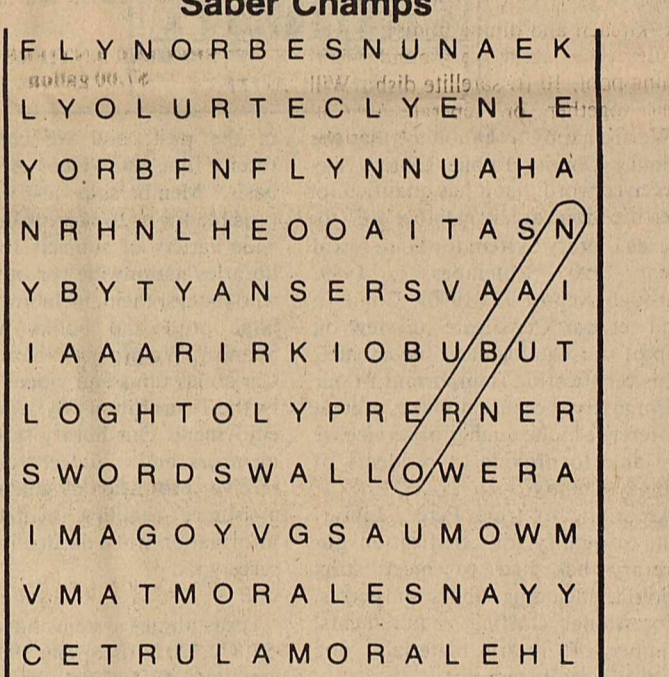 Saber Champs
F L Y N O R B E S N U N A E K
L Y O L U R T E C L Y E N L E
Y O R B F N F L Y N N U A H A
N R H N L H E O O A I T A S N
Y B Y T Y A N S E R S V A A I
I A A A R I R K I O B U B U T
L O G H T O L Y P R E R N E R
S W O R D S W A L L O W E R A
I M A G O Y V G S A U M O W M
V M A T M O R A L E S N A Y Y
C E T R U L A M O R A L E H L